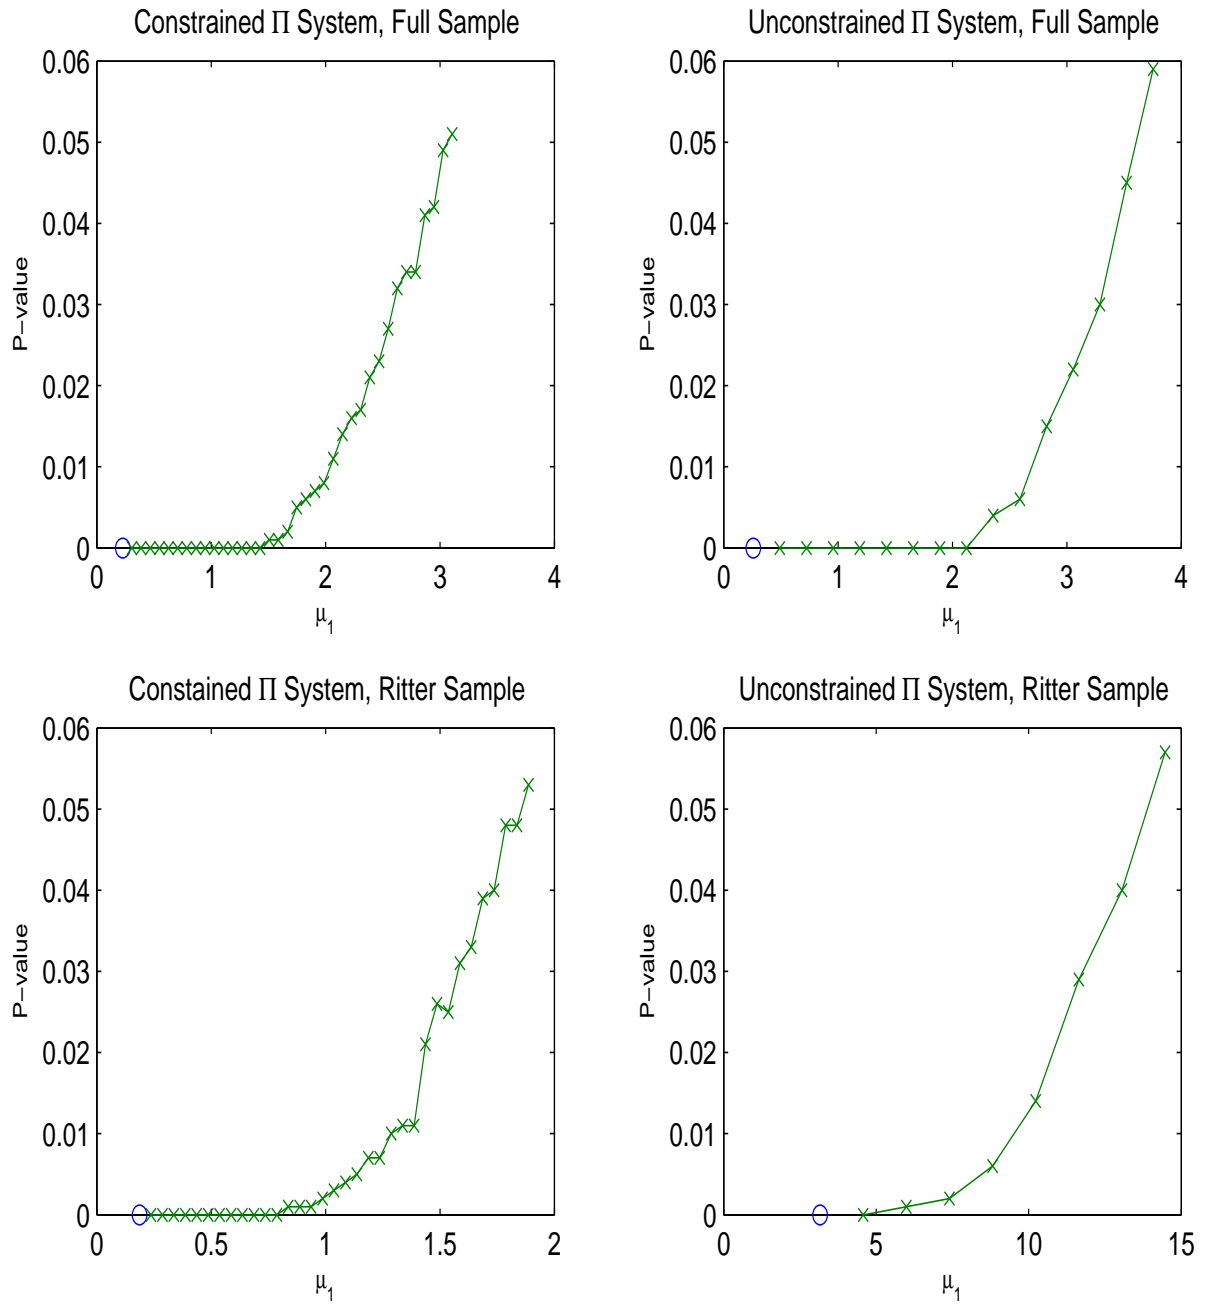 Constrained Π System, Full Sample
0.06
0.05
0.04
0.03
0.02
0.01
0
P-value
0 1 2 3 4
μ1
Unconstrained Π System, Full Sample
0.06
0.05
0.04
0.03
0.02
0.01
0
P-value
0 1 2 3 4
μ1
Constained Π System, Ritter Sample
0.06
0.05
0.04
0.03
0.02
0.01
0
P-value
0 0.5 1 1.5 2
μ1
Unconstrained Π System, Ritter Sample
0.06
0.05
0.04
0.03
0.02
0.01
0
P-value
0 5 10 15
μ1